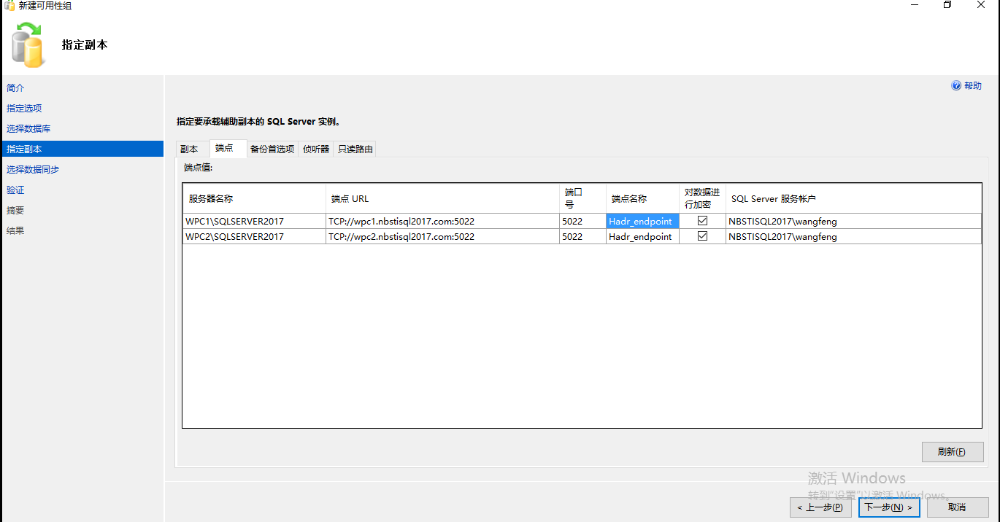 新建可用性组
指定副本
简介
指定选项
选择数据库
指定副本
选择数据同步
验证
摘要
结果
帮助
指定要承载辅助副本的 SQL Server 实例。
副本 端点 备份首选项 侦听器 只读路由
端点值:
服务器名称 端点 URL 端口号 端点名称 对数据进行加密 SQL Server 服务帐户
WPC1\SQLSERVER2017 TCP://wpc1.nbstisql2017.com:5022 5022 Hadr_endpoint NBSTISQL2017\wangfeng
WPC2\SQLSERVER2017 TCP://wpc2.nbstisql2017.com:5022 5022 Hadr_endpoint NBSTISQL2017\wangfeng
刷新(F)
激活 Windows
转到"设置"以激活 Windows。
< 上一步(P) 下一步(N) > 取消